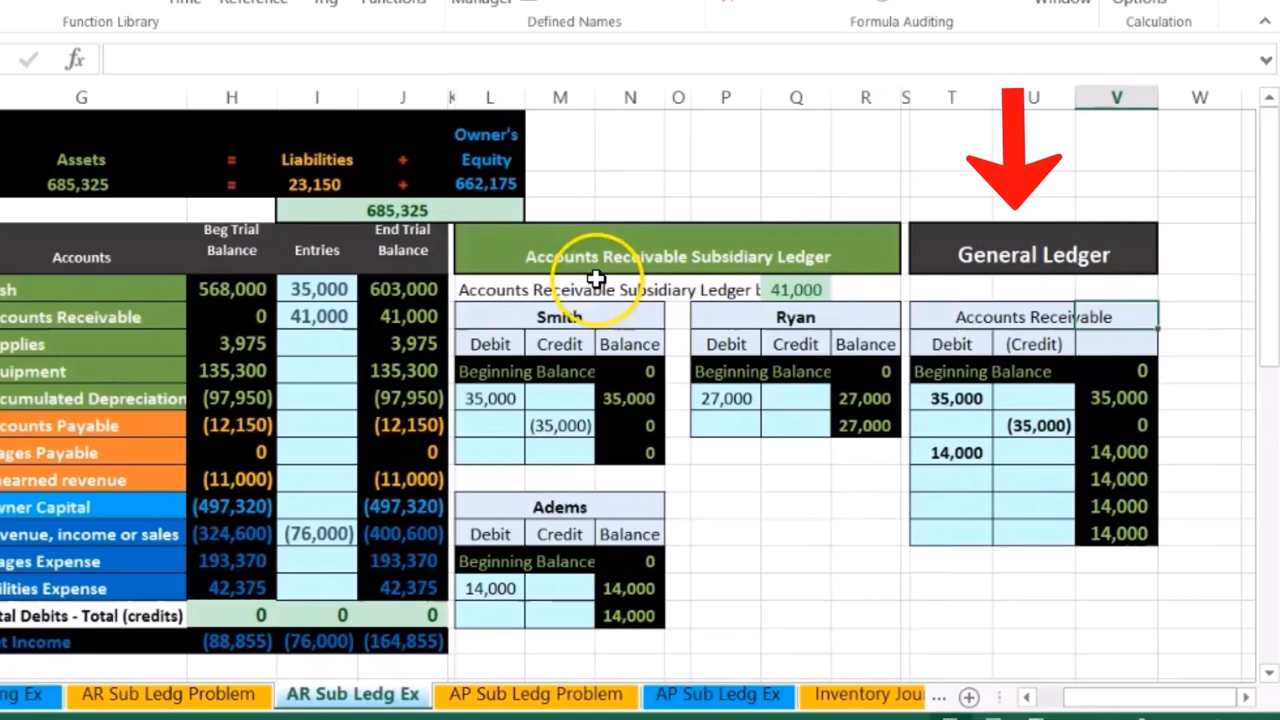 Function Library Defined Names Formula Auditing Calculation
fx
G H I J K L M N O P Q R S T U V W
Owner's
Assets = Liabilities + Equity
685,325 = 23,150 + 662,175
685,325
Beg Trial End Trial
Accounts Balance Entries Balance
Accounts Receivable Subsidiary Ledger
General Ledger
sh 568,000 35,000 603,000 Accounts Receivable Subsidiary Ledger b 41,000
counts Receivable 0 41,000 41,000 Smith Ryan Accounts Receivable
pplies 3,975 3,975 Debit Credit Balance Debit Credit Balance Debit (Credit)
uipment 135,300 135,300 Beginning Balance 0 Beginning Balance 0 Beginning Balance 0
cumulated Depreciation (97,950) (97,950) 35,000 35,000 27,000 27,000 35,000 35,000
counts Payable (12,150) (12,150) (35,000) 0 27,000 (35,000) 0
ages Payable 0 0 0 14,000 14,000
nearned revenue (11,000) (11,000) 14,000
wner Capital (497,320) (497,320) Adems 14,000
venue, income or sales (324,600) (76,000) (400,600) Debit Credit Balance 14,000
ages Expense 193,370 193,370 Beginning Balance 0
ilities Expense 42,375 42,375 14,000 14,000
tal Debits - Total (credits) 0 0 0 14,000
t Income (88,855) (76,000) (164,855)
ng Ex AR Sub Ledg Problem AR Sub Ledg Ex AP Sub Ledg Problem AP Sub Ledg Ex Inventory Jou ...